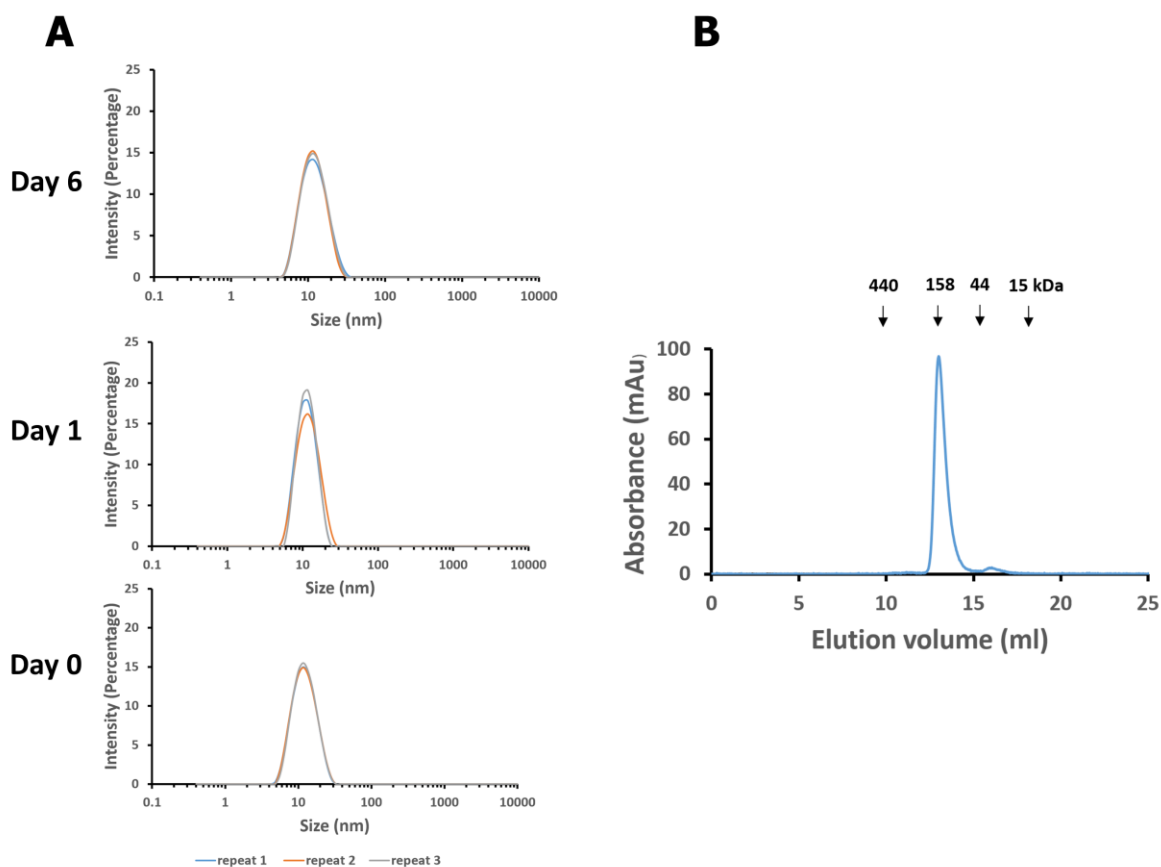 A
B
25
20
15
10
5
0
Intensity (Percentage)
Day 6
0.1 1 10 100 1000 10000
Size (nm)
25
20
15
10
5
0
Intensity (Percentage)
Day 1
0.1 1 10 100 1000 10000
Size (nm)
25
20
15
10
5
0
Intensity (Percentage)
Day 0
0.1 1 10 100 1000 10000
Size (nm)
repeat 1 repeat 2 repeat 3
440 158 44 15 kDa
100
80
60
40
20
0
Absorbance (mAu)
0 5 10 15 20 25
Elution volume (ml)